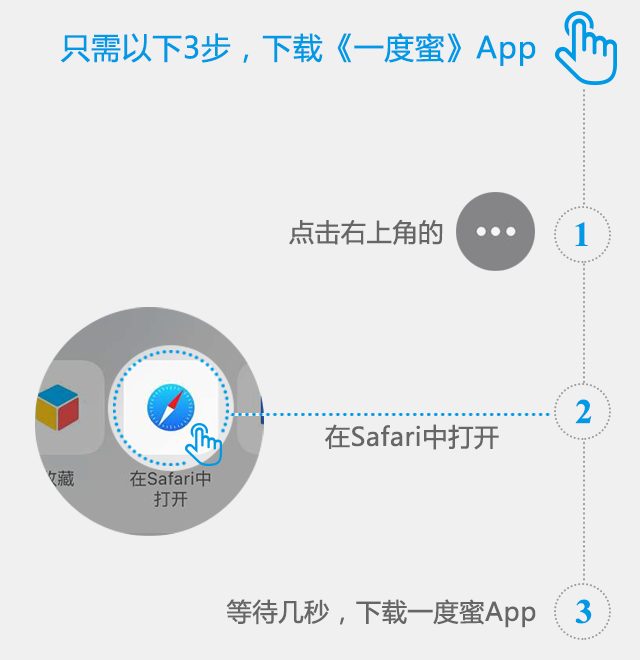 只需以下3步，下载《一度蜜》App
点击右上角的
1
2
在Safari中打开
收藏
在Safari中
打开
等待几秒，下载一度蜜App
3